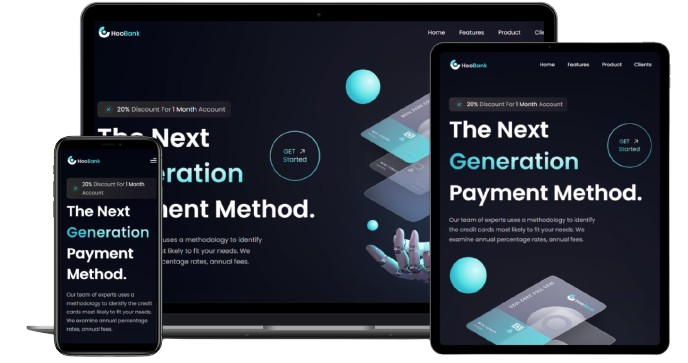 HooBank
Home Features Product
20% Discount For 1 Month Account
The Next
eration
ent Method.
GET
Started
uses a methodology to identify
t likely to fit your needs. We
centage rates, annual fees.
HooBank
20% Discount For 1 Month
Account
The Next
Generation
Payment
Method.
Our team of experts uses a
methodology to identify the credit
cards most likely to fit your needs.
We examine annual percentage
rates, annual fees.
HooBank
Home Features Product Clients
20% Discount For 1 Month Account
The Next
Generation
Payment Method.
GET
Started
Our team of experts uses a methodology to identify
the credit cards most likely to fit your needs. We
examine annual percentage rates, annual fees.